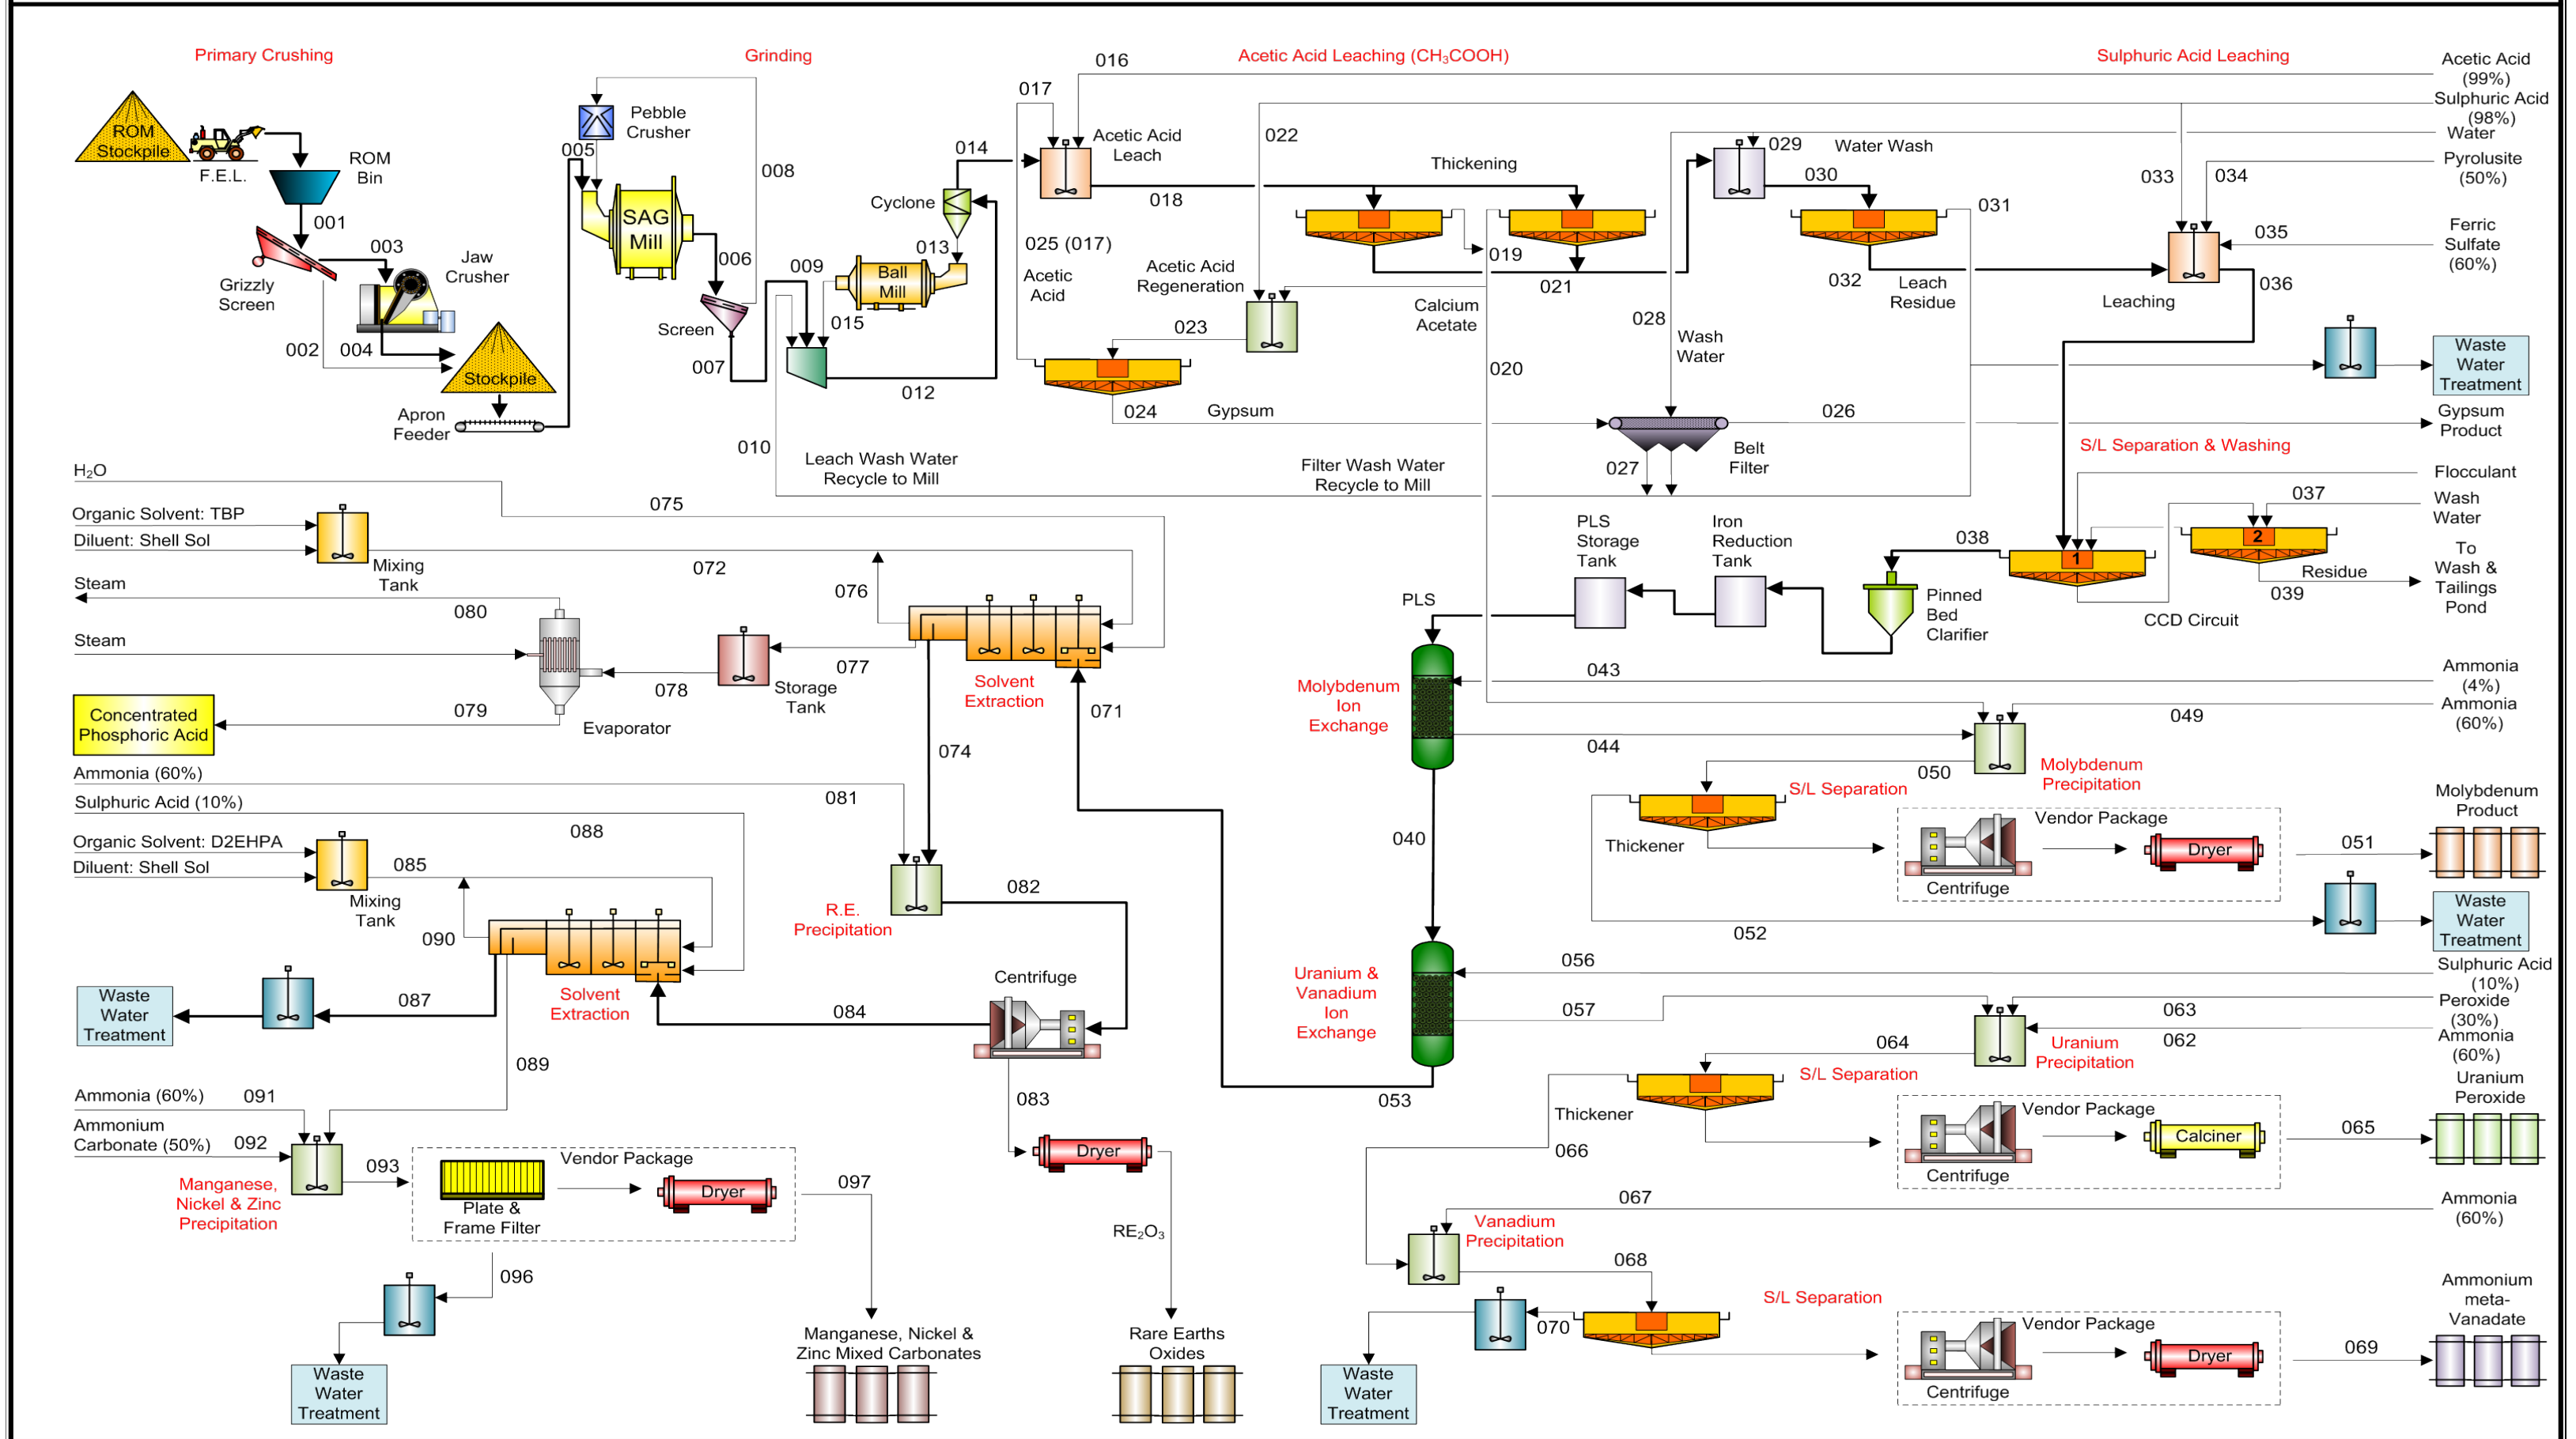 Primary Crushing
Grinding
Acetic Acid Leaching (CH₃COOH)
Sulphuric Acid Leaching
ROM
Stockpile
F.E.L.
ROM
Bin
001
003
Grizzly
Screen
Jaw
Crusher
002
004
Stockpile
Apron
Feeder
005
Pebble
Crusher
008
SAG
Mill
006
Screen
007
009
010
Cyclone
014
013
Ball
Mill
015
012
Leach Wash Water
Recycle to Mill
016
017
Acetic Acid
Leach
018
025 (017)
Acetic
Acid
Acetic Acid
Regeneration
022
023
024
Gypsum
Thickening
019
021
Calcium
Acetate
020
028
Wash
Water
029
Water Wash
030
031
032
Leach
Residue
026
027
Belt
Filter
Filter Wash Water
Recycle to Mill
033
034
035
036
Leaching
Acetic Acid
(99%)
Sulphuric Acid
(98%)
Water
Pyrolusite
(50%)
Ferric
Sulfate
(60%)
Waste
Water
Treatment
Gypsum
Product
S/L Separation & Washing
Flocculant
037
Wash
Water
To
Wash &
Tailings
Pond
1
2
Residue
039
CCD Circuit
038
Pinned
Bed
Clarifier
Iron
Reduction
Tank
PLS
Storage
Tank
PLS
H₂O
075
Organic Solvent: TBP
Diluent: Shell Sol
Mixing
Tank
072
076
Steam
080
Steam
Evaporator
079
Concentrated
Phosphoric Acid
078
077
Storage
Tank
Solvent
Extraction
071
074
Molybdenum
Ion
Exchange
043
044
Ammonia
(4%)
Ammonia
(60%)
049
050
Molybdenum
Precipitation
S/L Separation
Thickener
Vendor Package
Centrifuge
Dryer
051
Molybdenum
Product
052
Waste
Water
Treatment
040
Ammonia (60%)
081
Sulphuric Acid (10%)
088
Organic Solvent: D2EHPA
Diluent: Shell Sol
085
Mixing
Tank
090
Solvent
Extraction
R.E.
Precipitation
082
Centrifuge
084
083
087
Waste
Water
Treatment
089
Uranium &
Vanadium
Ion
Exchange
053
056
057
Sulphuric Acid
(10%)
Peroxide
(30%)
Ammonia
(60%)
063
062
064
Uranium
Precipitation
S/L Separation
Thickener
066
Vendor Package
Centrifuge
Calciner
065
Uranium
Peroxide
Ammonia (60%)
091
Ammonium
Carbonate (50%)
092
093
Manganese,
Nickel & Zinc
Precipitation
Vendor Package
Plate &
Frame Filter
Dryer
097
096
Waste
Water
Treatment
Manganese, Nickel &
Zinc Mixed Carbonates
Dryer
RE₂O₃
Rare Earths
Oxides
067
Ammonia
(60%)
Vanadium
Precipitation
068
070
Waste
Water
Treatment
S/L Separation
Vendor Package
Centrifuge
Dryer
069
Ammonium
meta-
Vanadate